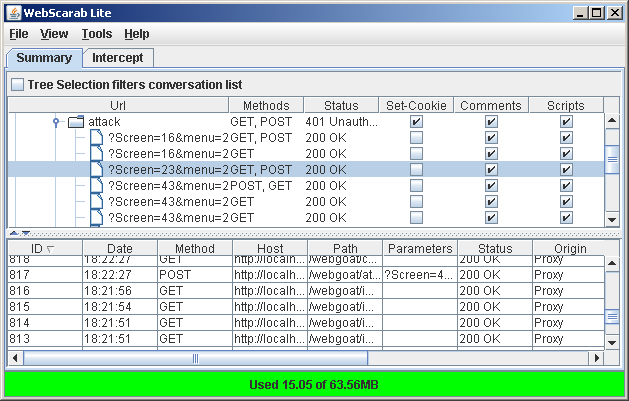 WebScarab Lite
File View Tools Help
Summary Intercept
Tree Selection filters conversation list
Url Methods Status Set-Cookie Comments Scripts
attack GET, POST 401 Unauth...
?Screen=16&menu=2 GET, POST 200 OK
?Screen=16&menu=2 GET 200 OK
?Screen=23&menu=2 GET, POST 200 OK
?Screen=43&menu=2 POST, GET 200 OK
?Screen=43&menu=2 GET 200 OK
?Screen=43&menu=2 GET 200 OK
ID Date Method Host Path Parameters Status Origin
818 18:22:27 GET http://localh... /webgoat/c... 200 OK Proxy
817 18:22:27 POST http://localh... /webgoat/at... ?Screen=4... 200 OK Proxy
816 18:21:56 GET http://localh... /webgoat/i... 200 OK Proxy
815 18:21:54 GET http://localh... /webgoat/i... 200 OK Proxy
814 18:21:51 GET http://localh... /webgoat/i... 200 OK Proxy
813 18:21:51 GET http://localh... /webgoat/i... 200 OK Proxy
Used 15.05 of 63.56MB